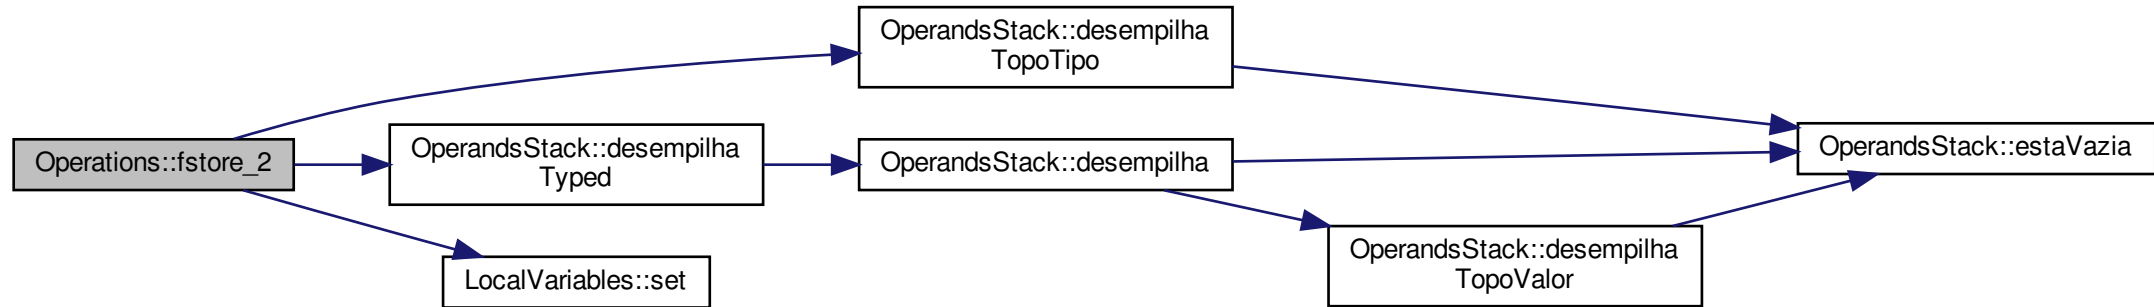 Operations::fstore_2
OperandsStack::desempilha
TopoTipo
OperandsStack::desempilha
Typed
LocalVariables::set
OperandsStack::desempilha
OperandsStack::desempilha
TopoValor
OperandsStack::estaVazia